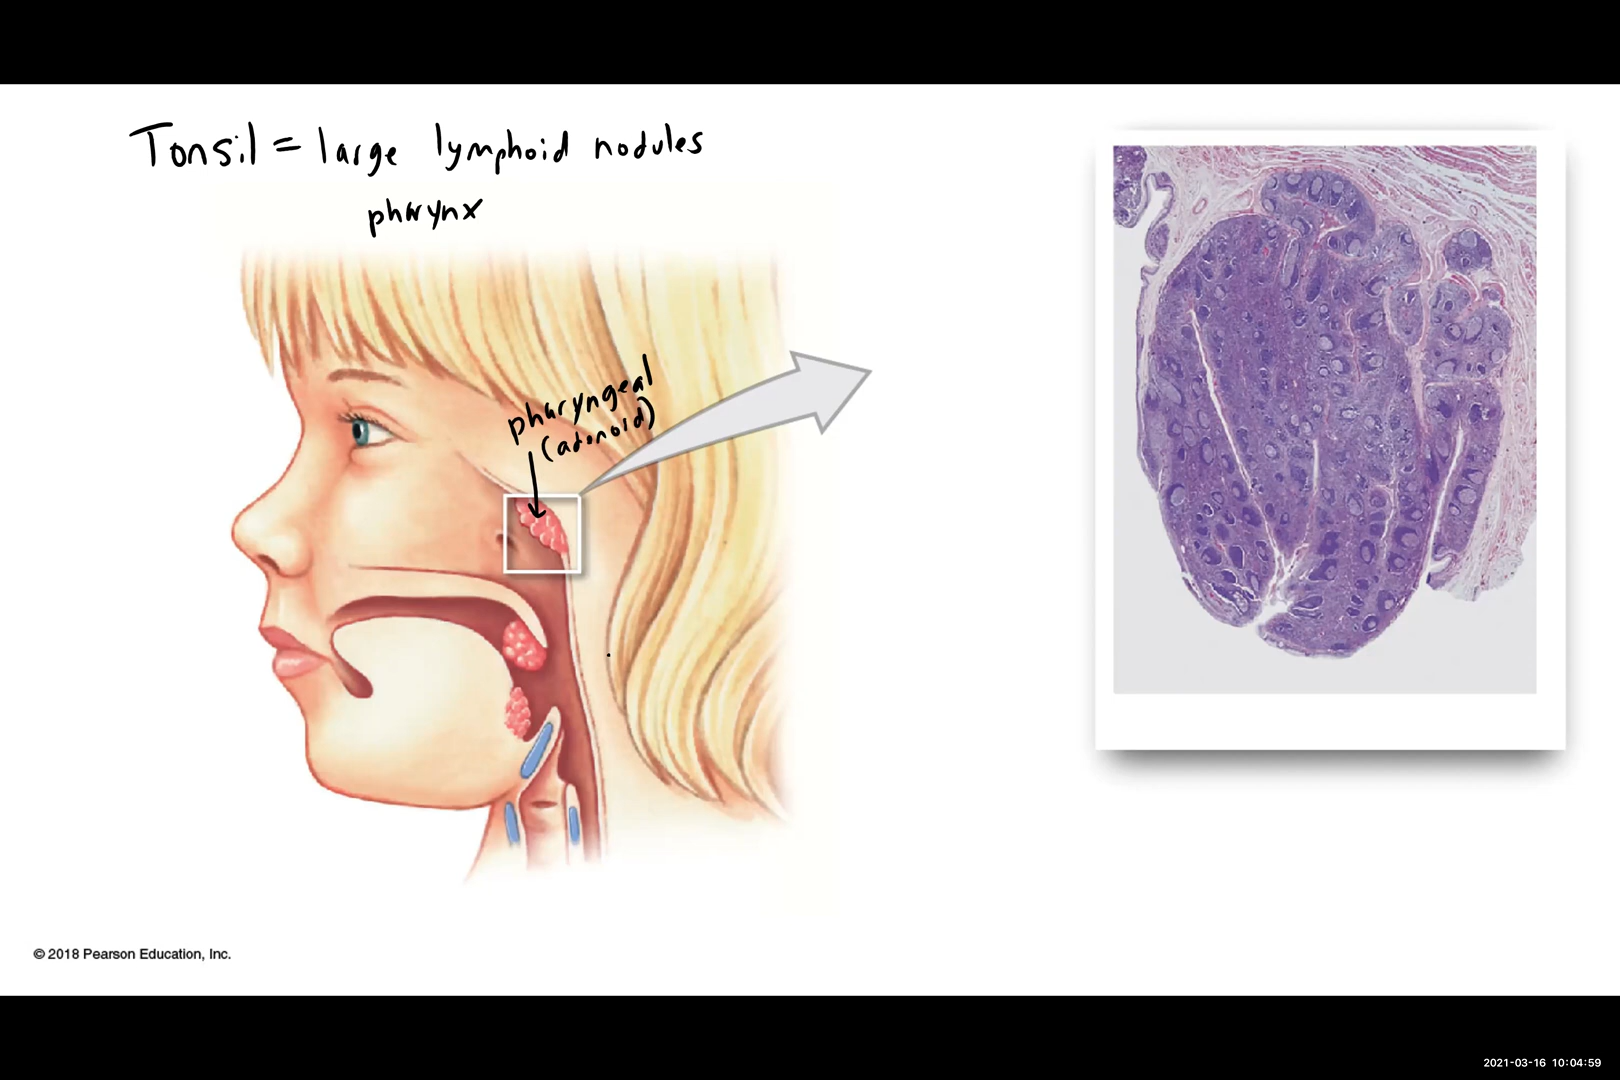 Tonsil = large lymphoid nodules
pharynx
pharyngeal
(adenoid)
© 2018 Pearson Education, Inc.
2021-03-16 10:04:59